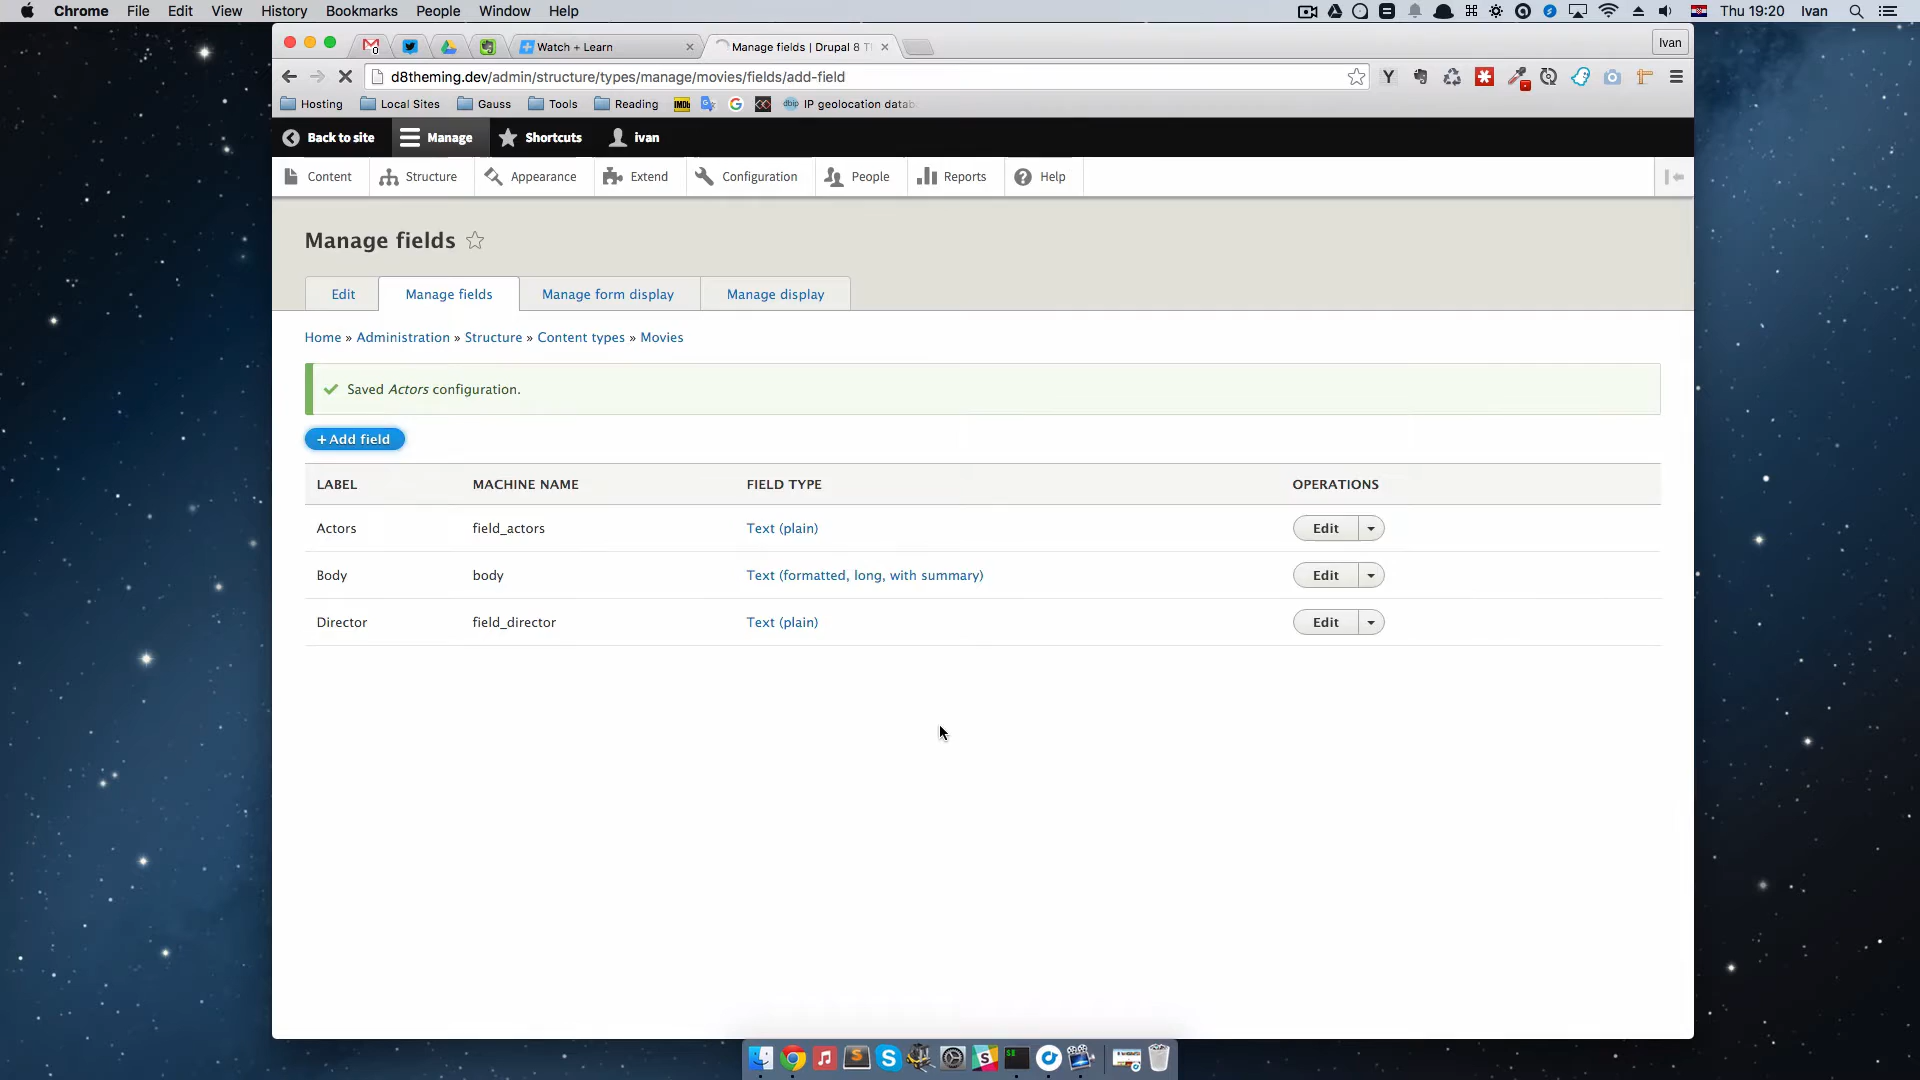 Chrome File Edit View History Bookmarks People Window Help Thu 19:20 Ivan
Watch + Learn
Manage fields | Drupal 8 T
Ivan
d8theming.dev/admin/structure/types/manage/movies/fields/add-field
Hosting Local Sites Gauss Tools Reading IMDb IP geolocation datab
Back to site Manage Shortcuts ivan
Content Structure Appearance Extend Configuration People Reports Help
Manage fields
Edit Manage fields Manage form display Manage display
Home » Administration » Structure » Content types » Movies
Saved Actors configuration.
+ Add field
LABEL MACHINE NAME FIELD TYPE OPERATIONS
Actors field_actors Text (plain) Edit
Body body Text (formatted, long, with summary) Edit
Director field_director Text (plain) Edit